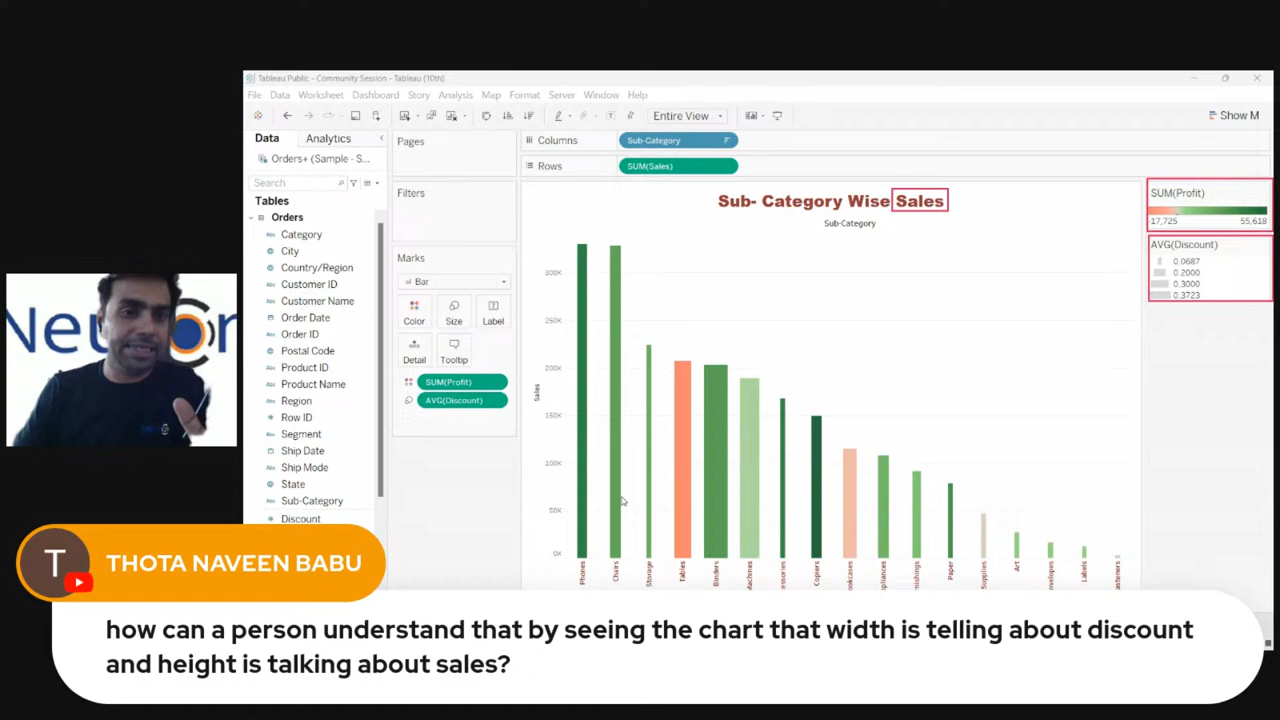 Tableau Public - Community Session - Tableau (10th)
File Data Worksheet Dashboard Story Analysis Map Format Server Window Help
Entire View
Show M
Data Analytics
Pages
Columns
Sub-Category
Orders+ (Sample - S...
Rows
SUM(Sales)
Search
Filters
Tables
Orders
Category
City
Country/Region
Customer ID
Customer Name
Order Date
Order ID
Postal Code
Product ID
Product Name
Region
Row ID
Segment
Ship Date
Ship Mode
State
Sub-Category
Discount
Marks
Bar
Color Size Label
Detail Tooltip
SUM(Profit)
AVG(Discount)
Sub- Category Wise Sales
Sub-Category
Sales
300K
250K
200K
150K
100K
50K
0K
Phones
Chairs
Storage
Tables
Binders
Machines
cessories
Copiers
ookcases
ppliances
rnishings
Paper
Supplies
Art
nvelopes
Labels
asteners
SUM(Profit)
-17,725 55,618
AVG(Discount)
0.0687
0.2000
0.3000
0.3723
T
THOTA NAVEEN BABU
how can a person understand that by seeing the chart that width is telling about discount
and height is talking about sales?